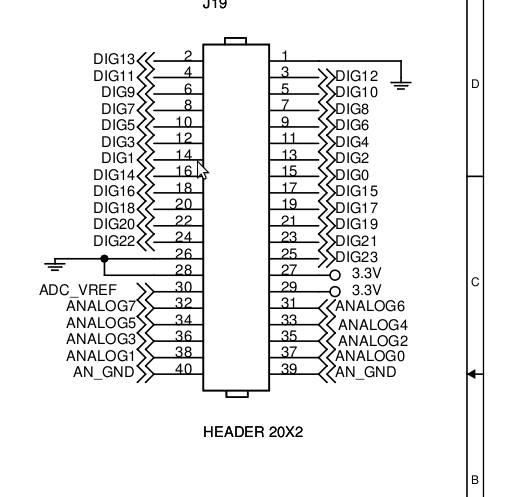 J19
DIG13 2 1
DIG11 4 3 DIG12
DIG9 6 5 DIG10
DIG7 8 7 DIG8
DIG5 10 9 DIG6
DIG3 12 11 DIG4
DIG1 14 13 DIG2
DIG14 16 15 DIG0
DIG16 18 17 DIG15
DIG18 20 19 DIG17
DIG20 22 21 DIG19
DIG22 24 23 DIG21
26 25 DIG23
28 27 3.3V
ADC_VREF 30 29 3.3V
ANALOG7 32 31 ANALOG6
ANALOG5 34 33 ANALOG4
ANALOG3 36 35 ANALOG2
ANALOG1 38 37 ANALOG0
AN_GND 40 39 AN_GND
HEADER 20X2
D
C
B